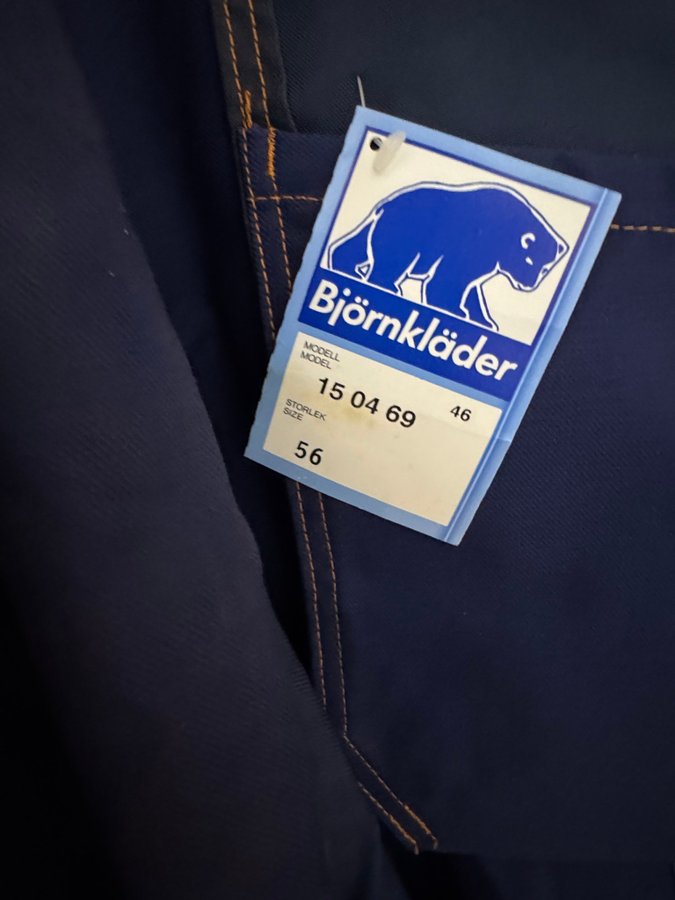 Björnkläder
MODELL
MODEL
15 04 69 46
STORLEK
SIZE
56